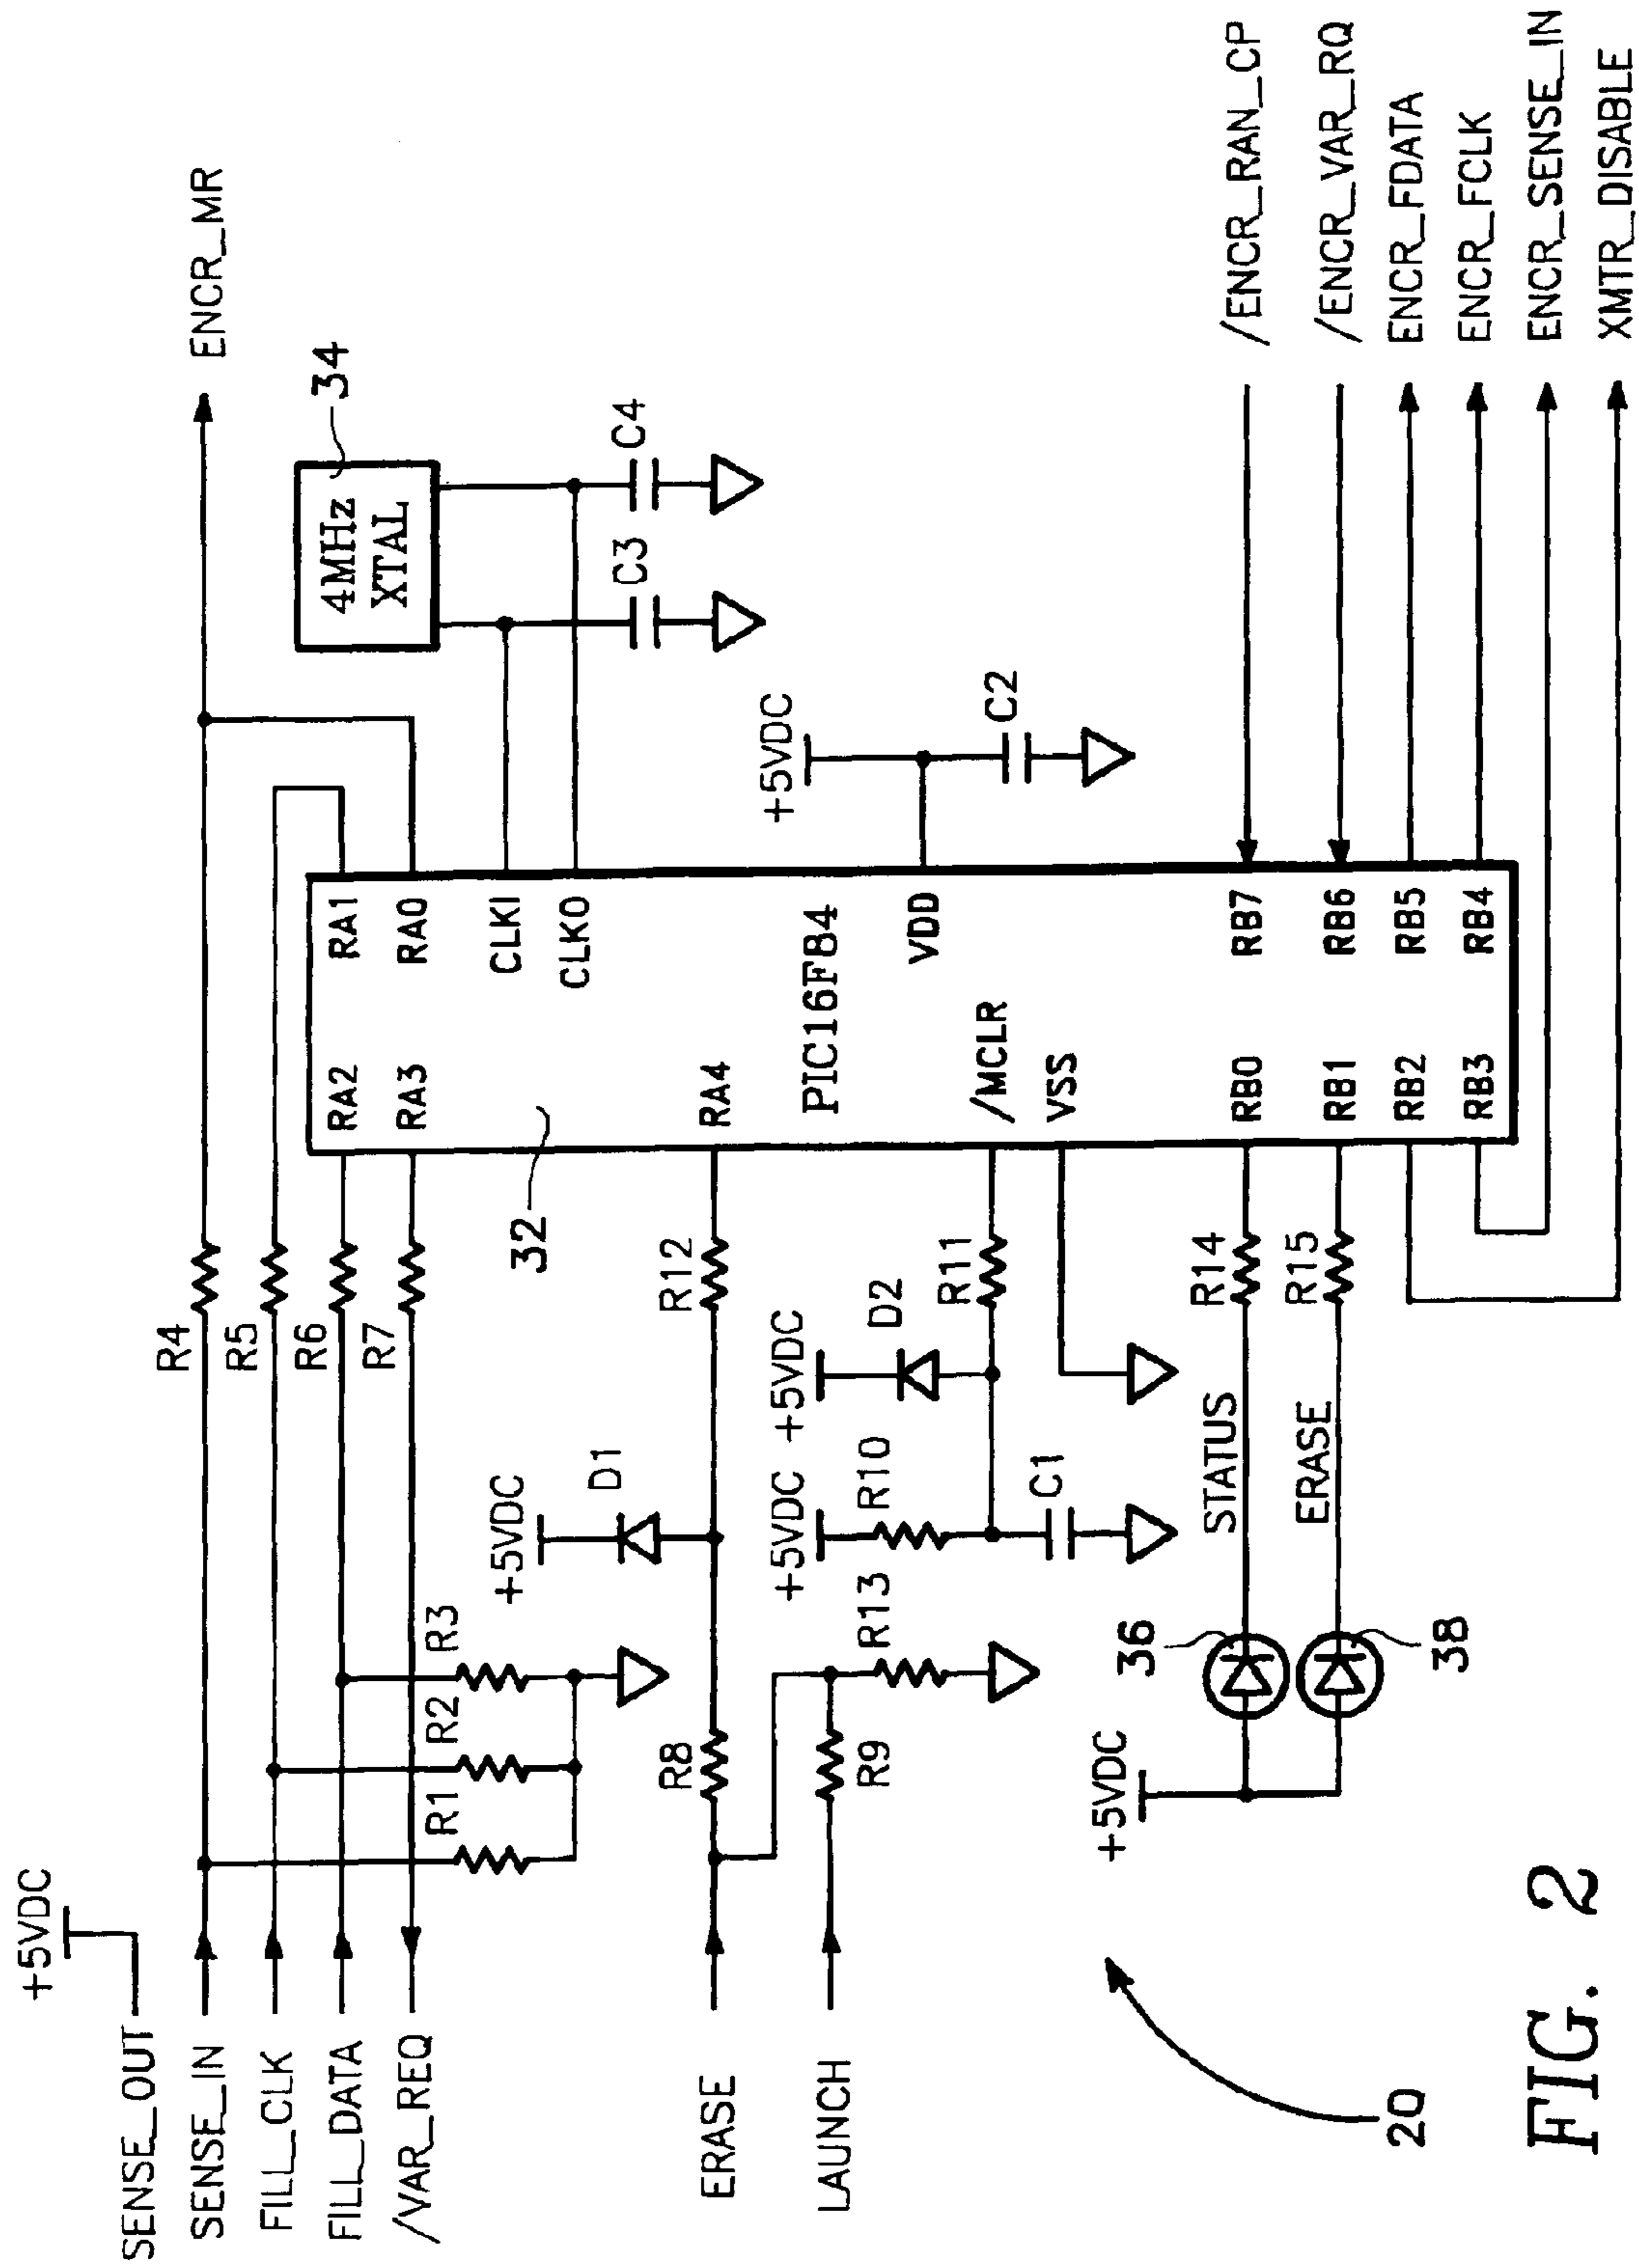 +5VDC
SENSE_OUT
SENSE_IN
FILL_CLK
FILL_DATA
/VAR_REQ
ERASE
LAUNCH
R4
R5
R6
R7
R1
R2
R3
+5VDC
D1
R8
R12
R9
R13
+5VDC
R10
+5VDC
D2
R11
C1
+5VDC
36
38
STATUS
ERASE
R14
R15
32
RA2
RA3
RA4
/MCLR
VSS
RB0
RB1
RB2
RB3
PIC16F84
RA1
RA0
CLKI
CLKO
VDD
RB7
RB6
RB5
RB4
4MHz
XTAL
34
C3
C4
+5VDC
C2
ENCR_MR
/ENCR_RAN_CP
/ENCR_VAR_RQ
ENCR_FDATA
ENCR_FCLK
ENCR_SENSE_IN
XMTR_DISABLE
20
FIG. 2